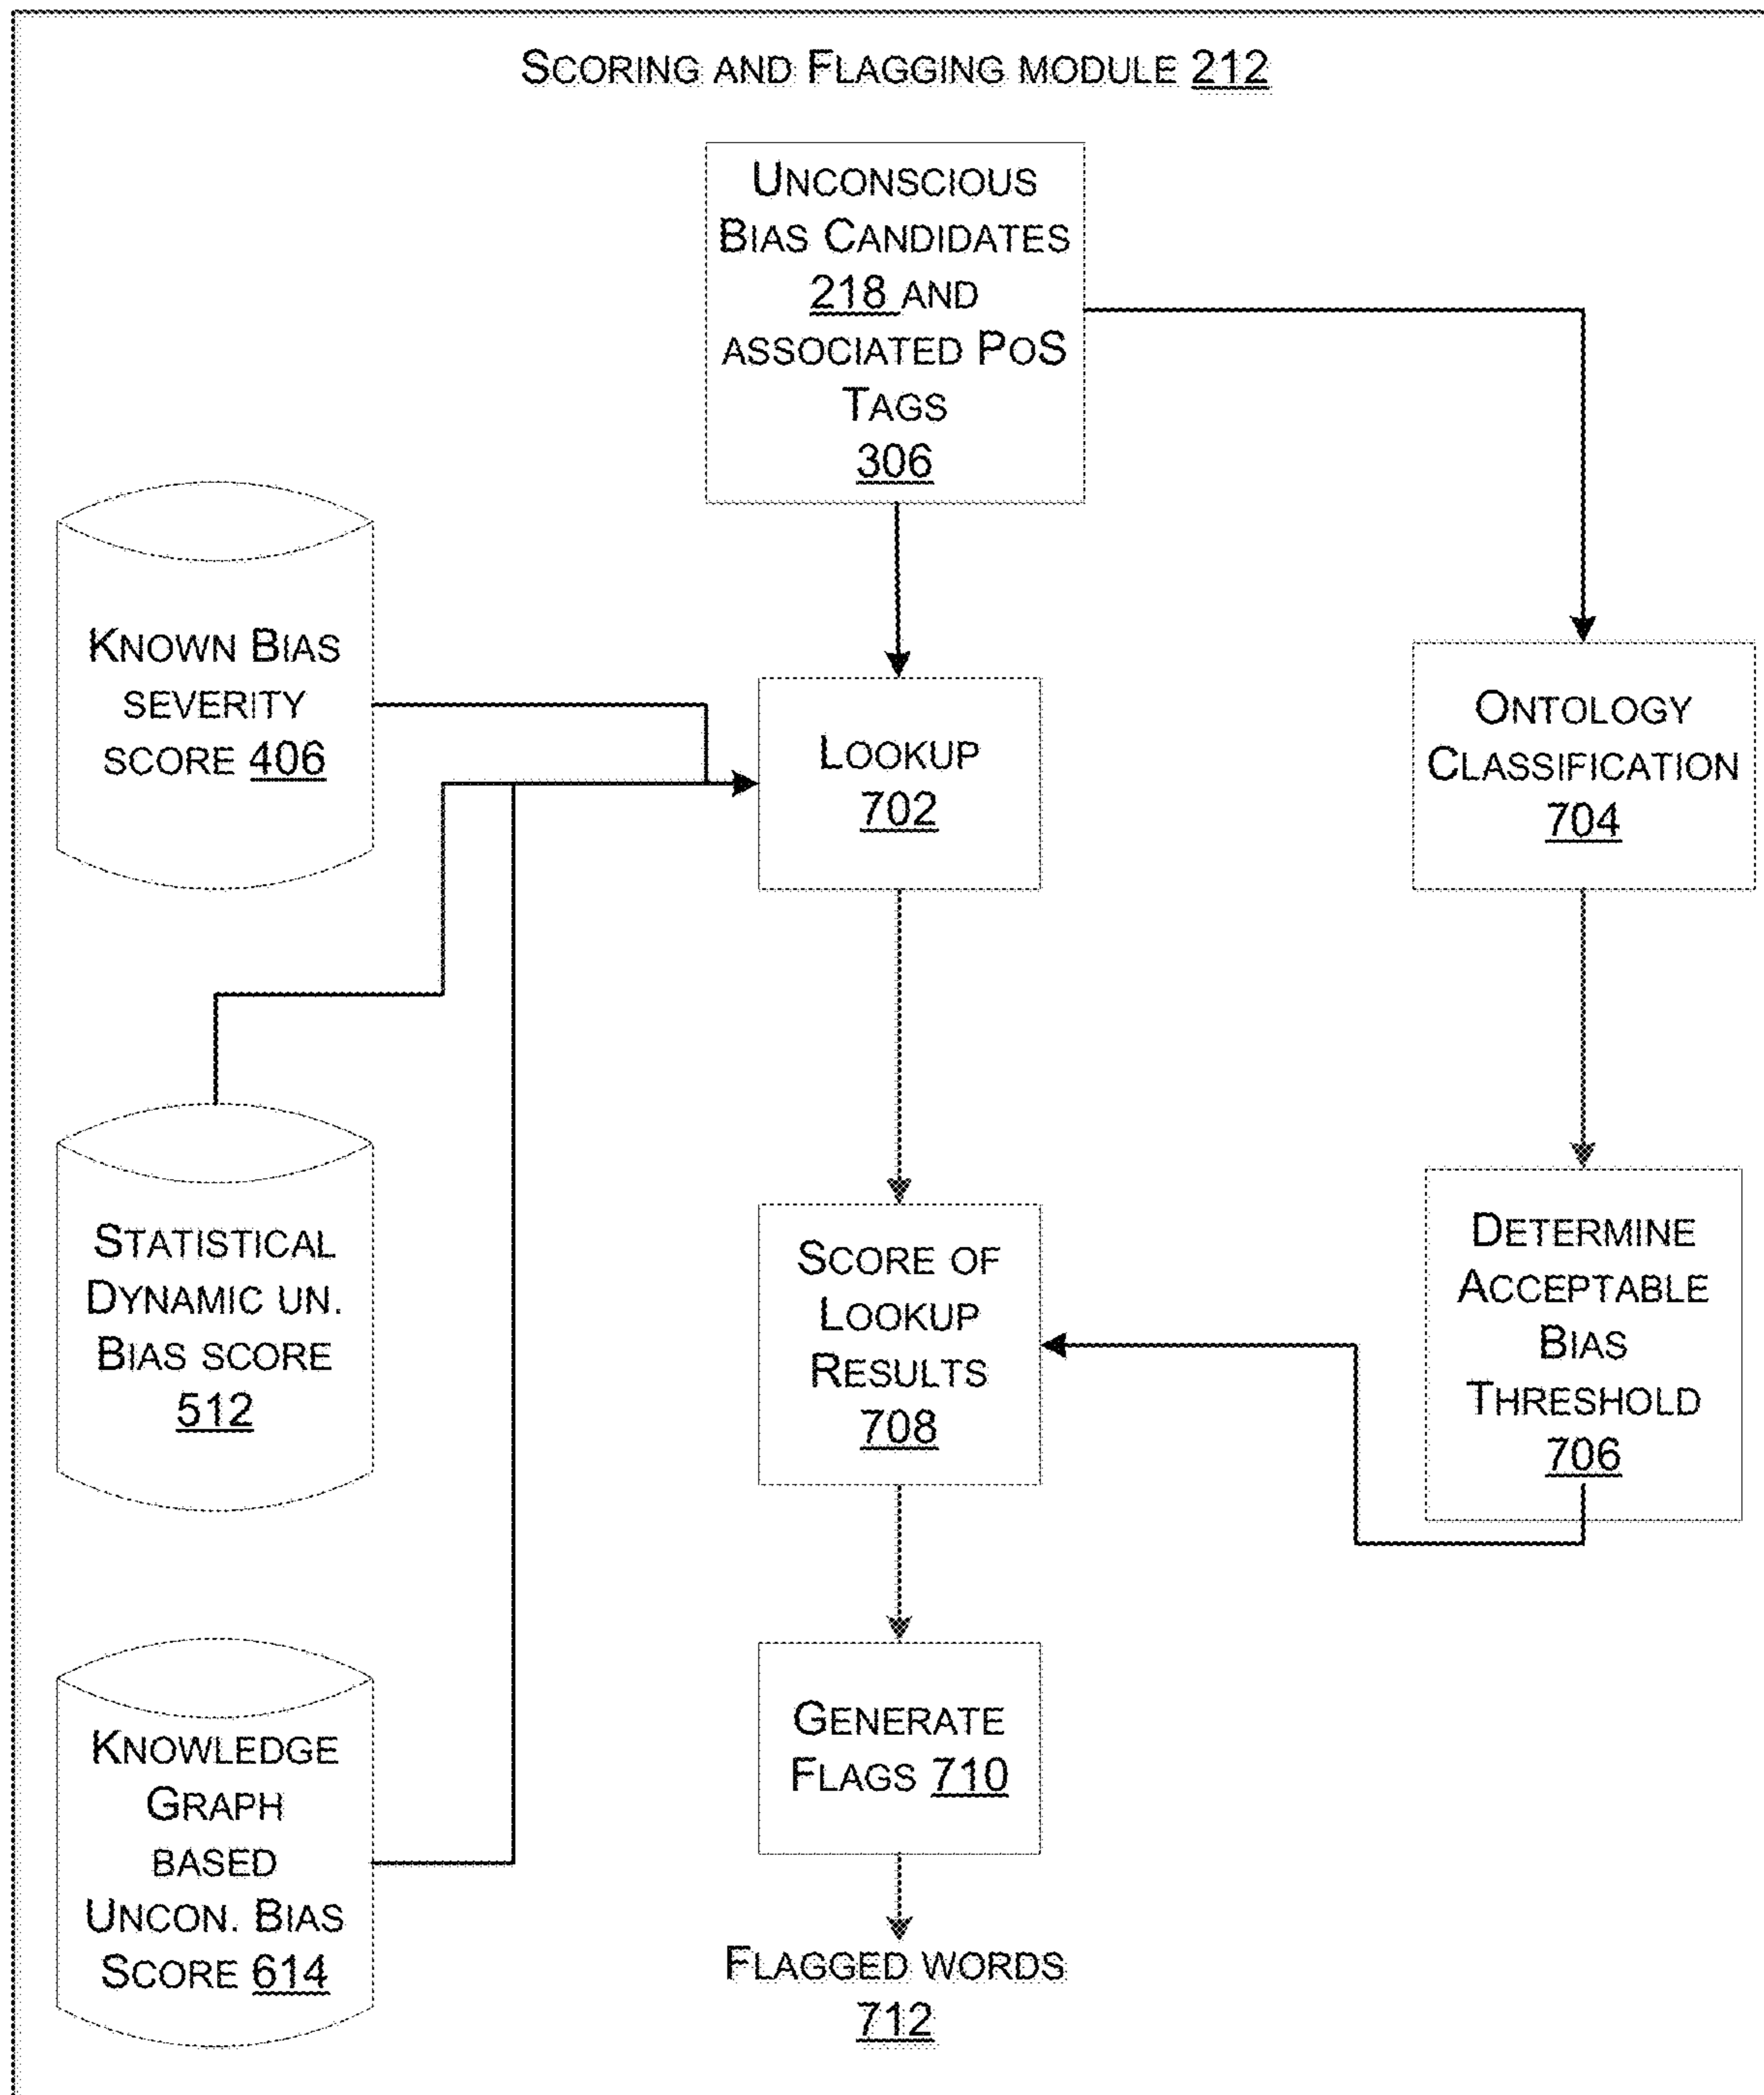 SCORING AND FLAGGING MODULE 212
UNCONSCIOUS
BIAS CANDIDATES
218 AND
ASSOCIATED POS
TAGS
306
KNOWN BIAS
SEVERITY
SCORE 406
LOOKUP
702
ONTOLOGY
CLASSIFICATION
704
STATISTICAL
DYNAMIC UN.
BIAS SCORE
512
SCORE OF
LOOKUP
RESULTS
708
DETERMINE
ACCEPTABLE
BIAS
THRESHOLD
706
KNOWLEDGE
GRAPH
BASED
UNCON. BIAS
SCORE 614
GENERATE
FLAGS 710
FLAGGED WORDS
712